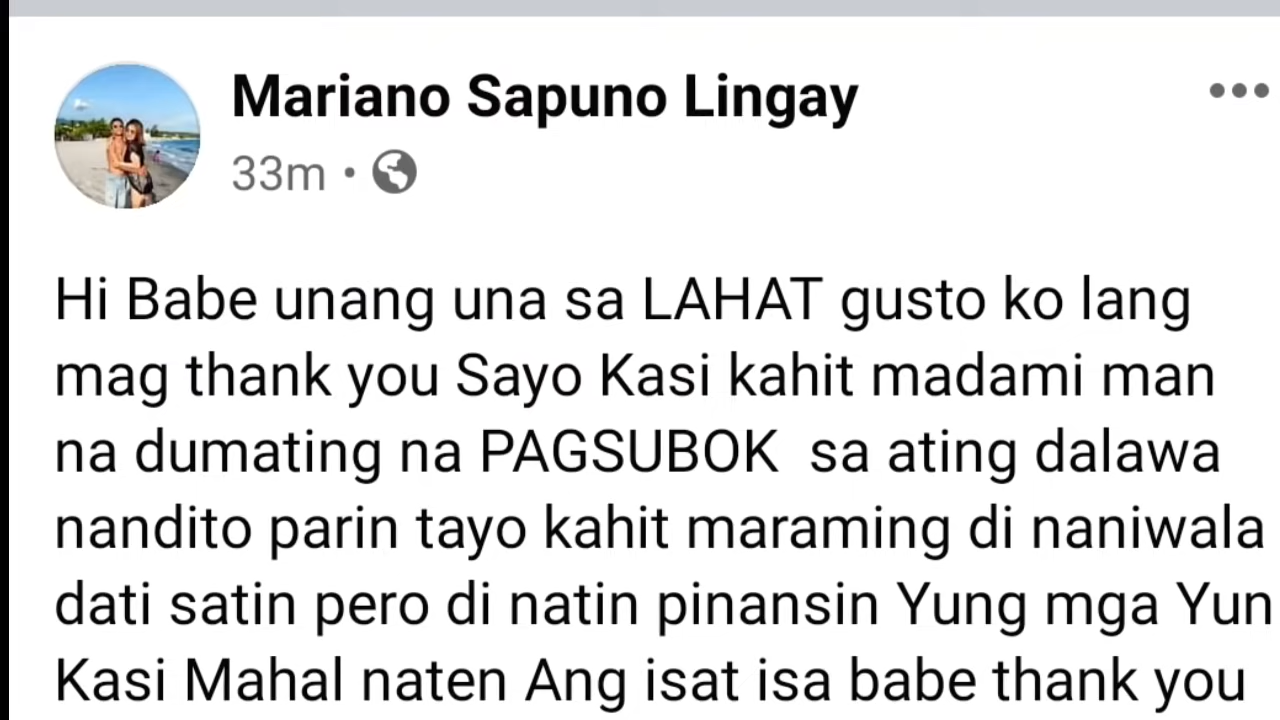 Mariano Sapuno Lingay
33m •
Hi Babe unang una sa LAHAT gusto ko lang
mag thank you Sayo Kasi kahit madami man
na dumating na PAGSUBOK sa ating dalawa
nandito parin tayo kahit maraming di naniwala
dati satin pero di natin pinansin Yung mga Yun
Kasi Mahal naten Ang isat isa babe thank you